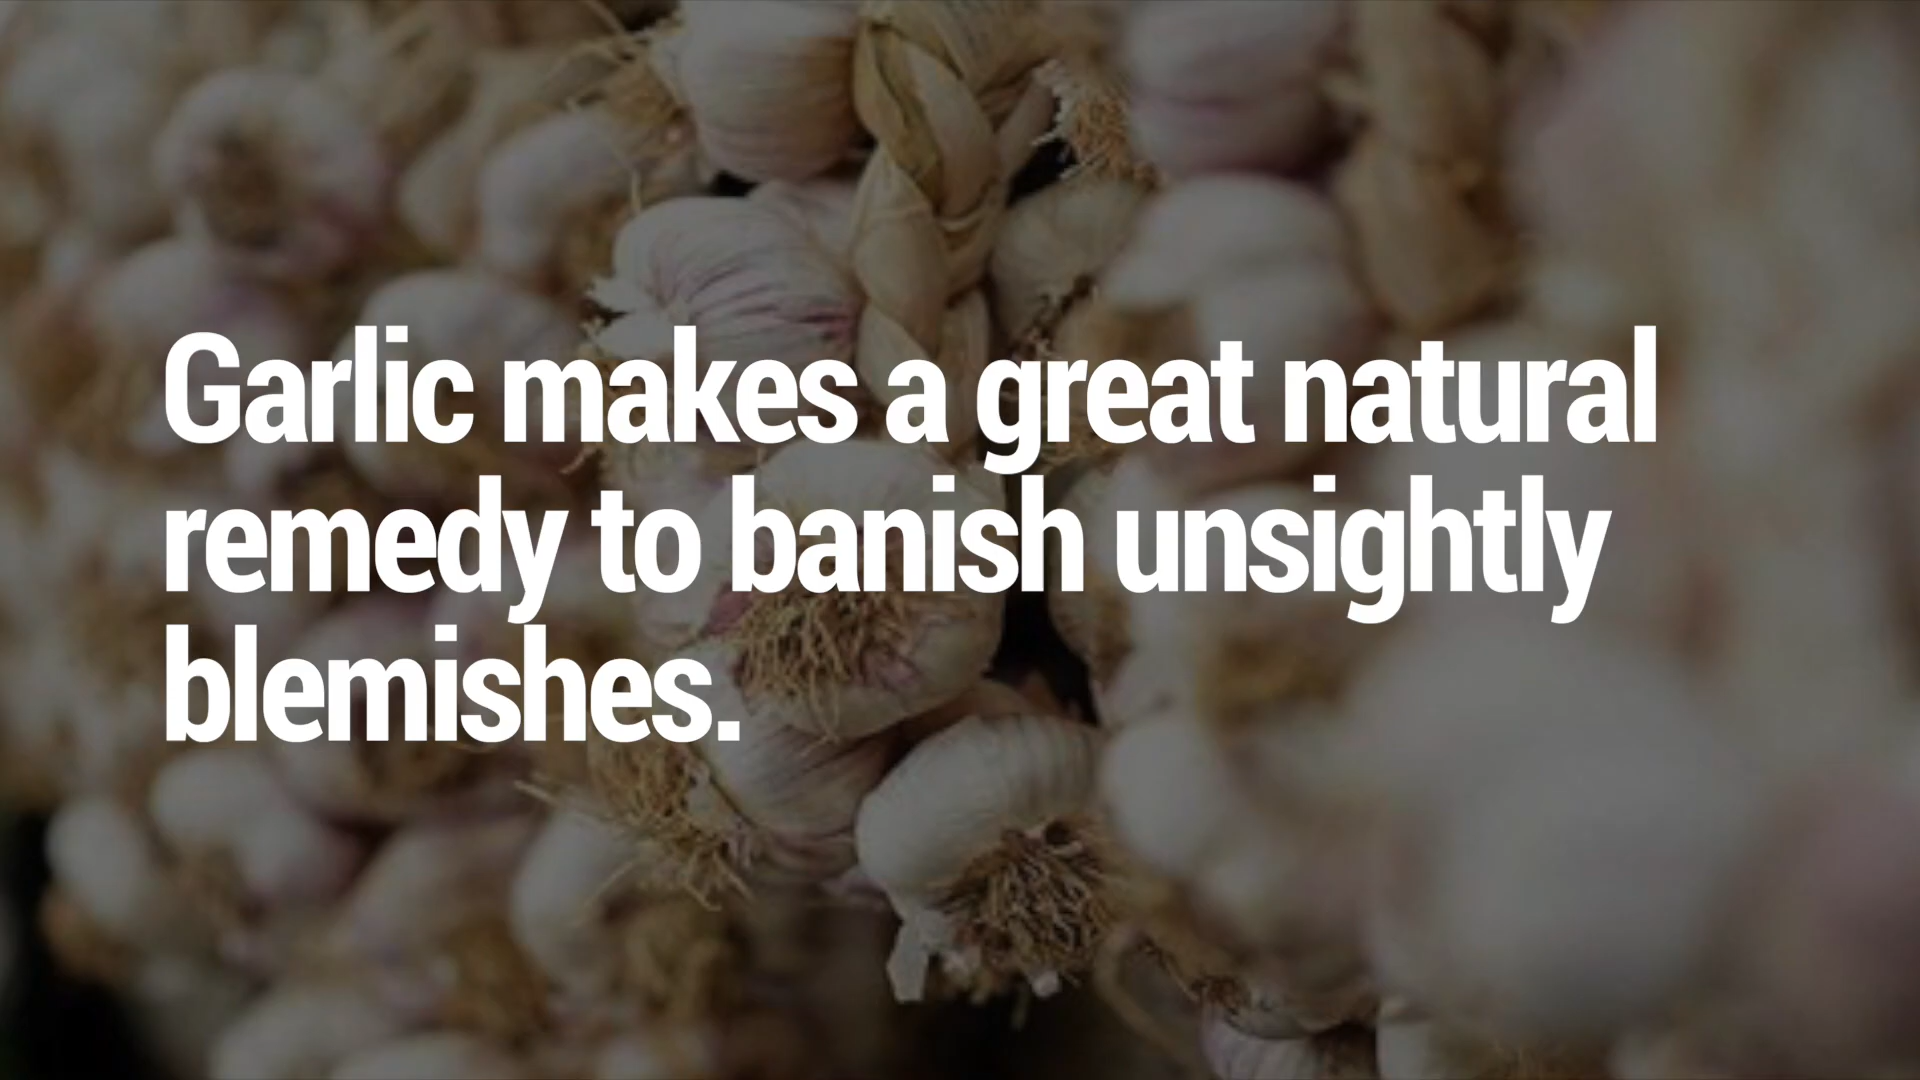 Garlic makes a great natural
remedy to banish unsightly
blemishes.